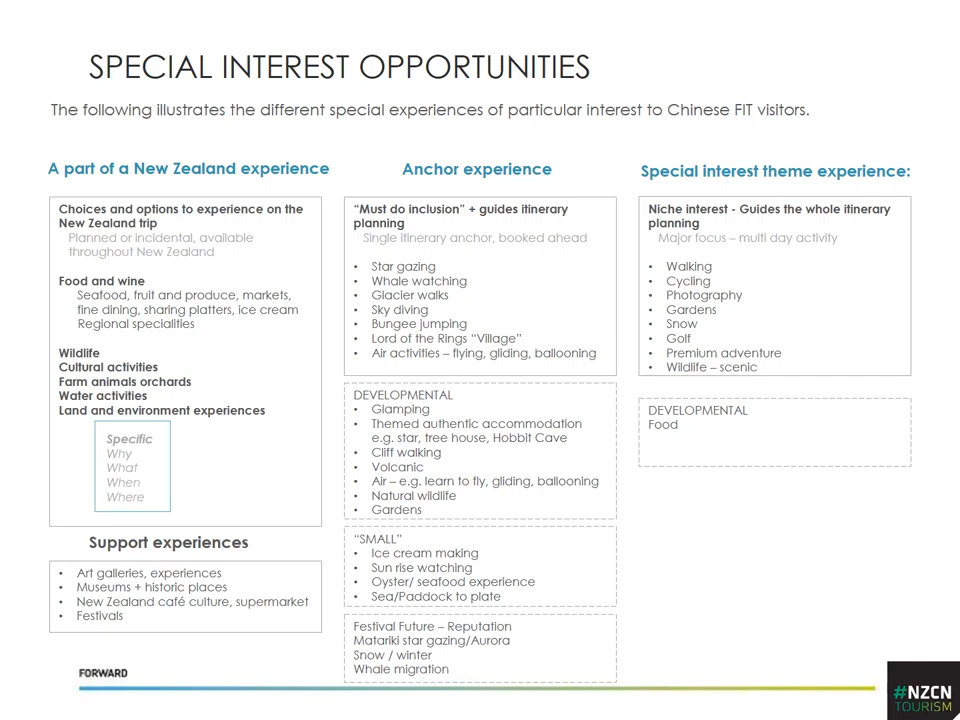 SPECIAL INTEREST OPPORTUNITIES
The following illustrates the different special experiences of particular interest to Chinese FIT visitors.
A part of a New Zealand experience
Choices and options to experience on the
New Zealand trip
Planned or incidental, available
throughout New Zealand
Food and wine
Seafood, fruit and produce, markets,
fine dining, sharing platters, ice cream
Regional specialities
Wildlife
Cultural activities
Farm animals orchards
Water activities
Land and environment experiences
Specific
Why
What
When
Where
Support experiences
• Art galleries, experiences
• Museums + historic places
• New Zealand café culture, supermarket
• Festivals
Anchor experience
“Must do inclusion” + guides itinerary
planning
Single itinerary anchor, booked ahead
• Star gazing
• Whale watching
• Glacier walks
• Sky diving
• Bungee jumping
• Lord of the Rings “Village”
• Air activities – flying, gliding, ballooning
DEVELOPMENTAL
• Glamping
• Themed authentic accommodation
e.g. star, tree house, Hobbit Cave
• Cliff walking
• Volcanic
• Air – e.g. learn to fly, gliding, ballooning
• Natural wildlife
• Gardens
“SMALL”
• Ice cream making
• Sun rise watching
• Oyster/ seafood experience
• Sea/Paddock to plate
Festival Future – Reputation
Matariki star gazing/Aurora
Snow / winter
Whale migration
Special interest theme experience:
Niche interest - Guides the whole itinerary
planning
Major focus – multi day activity
• Walking
• Cycling
• Photography
• Gardens
• Snow
• Golf
• Premium adventure
• Wildlife – scenic
DEVELOPMENTAL
Food
FORWARD
#NZCN
TOURISM